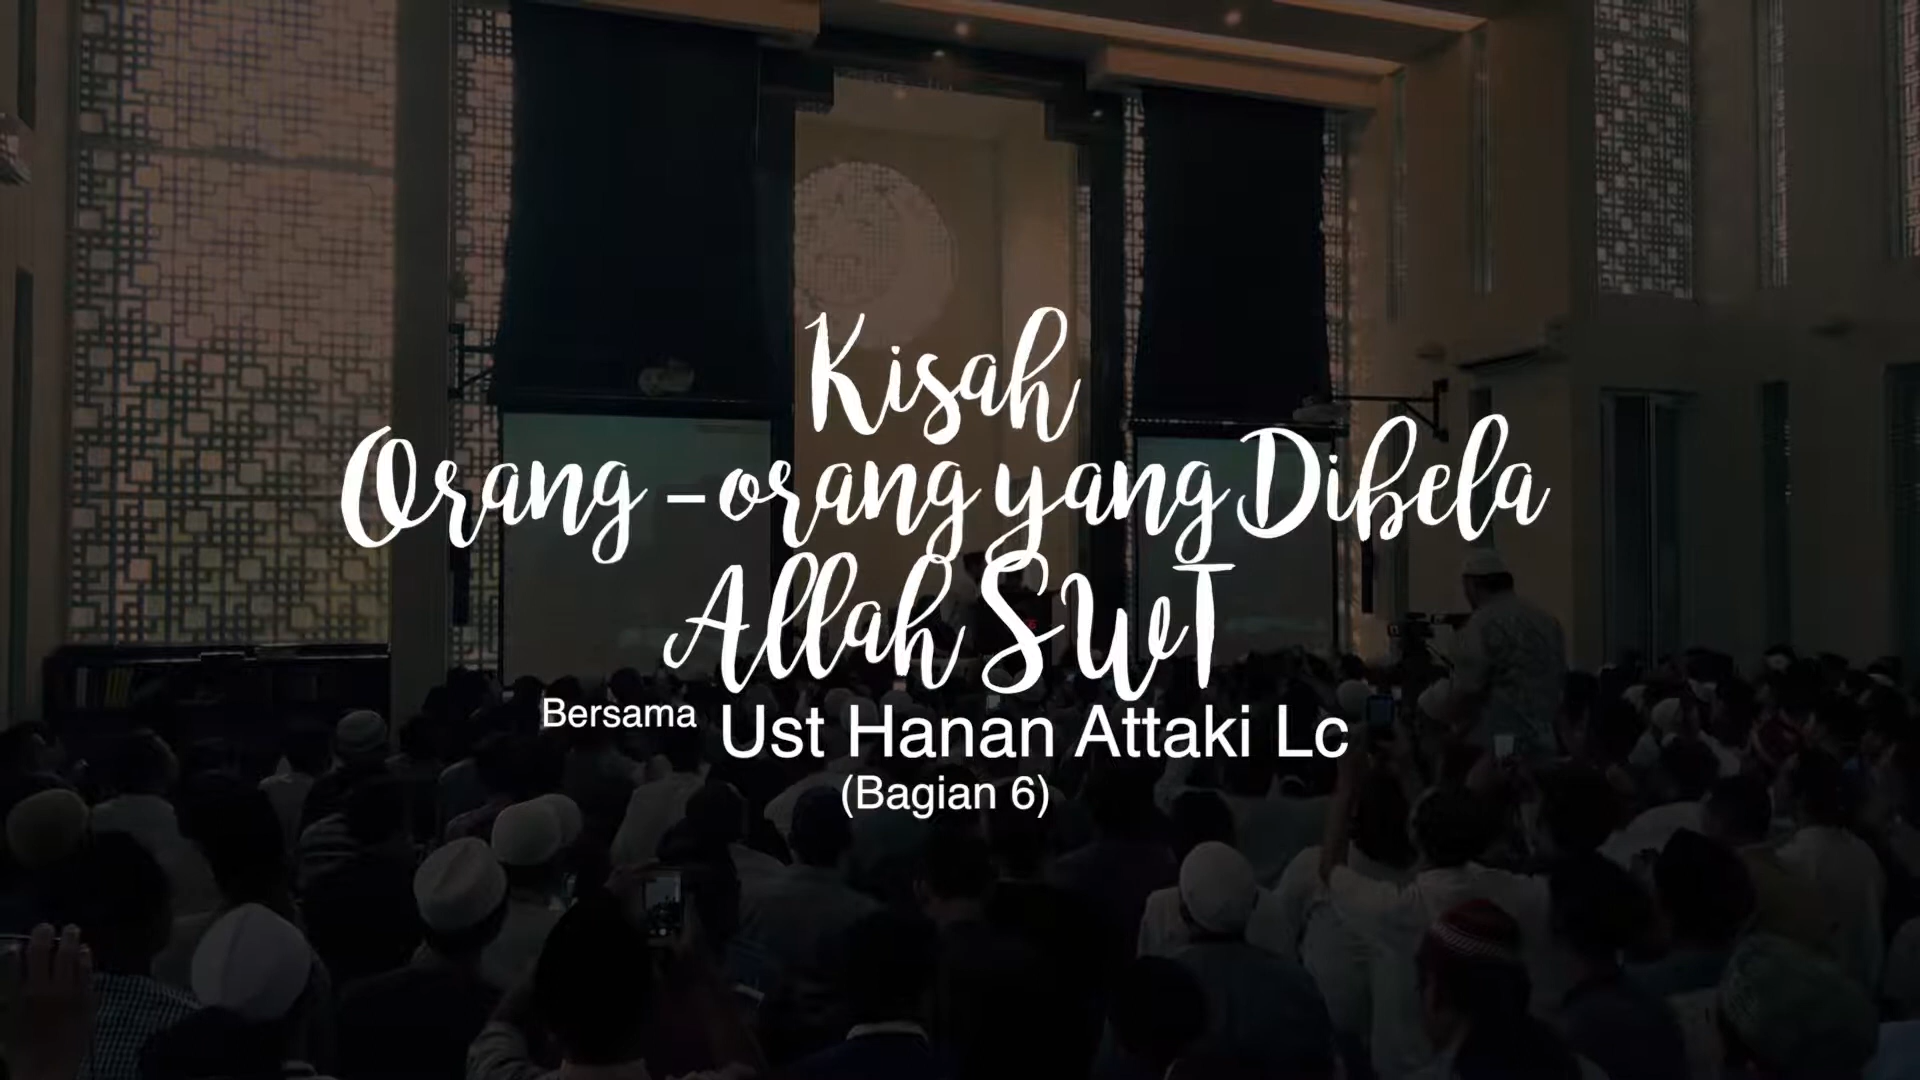 Kisah
Orang-orang yang Dibela
Allah SWT
Bersama Ust Hanan Attaki Lc
(Bagian 6)